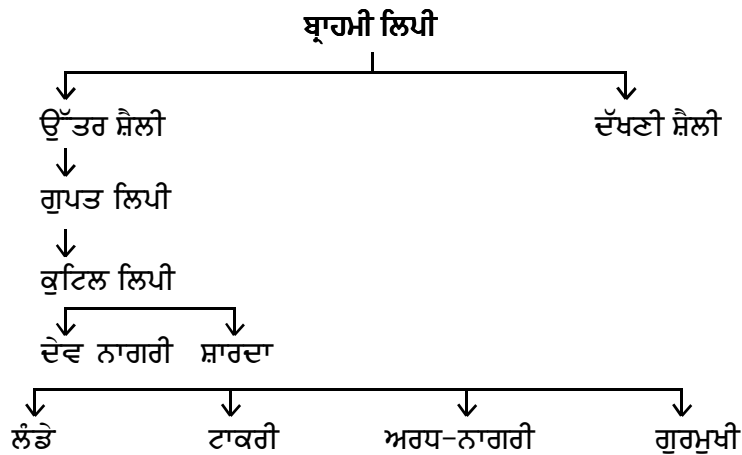 ਬ੍ਰਾਹਮੀ ਲਿਪੀ
ਉੱਤਰ ਸ਼ੈਲੀ ਦੱਖਣੀ ਸ਼ੈਲੀ
ਗੁਪਤ ਲਿਪੀ
ਕੁਟਿਲ ਲਿਪੀ
ਦੇਵ ਨਾਗਰੀ ਸ਼ਾਰਦਾ
ਲੰਡੇ ਟਾਕਰੀ ਅਰਧ-ਨਾਗਰੀ ਗੁਰਮੁਖੀ